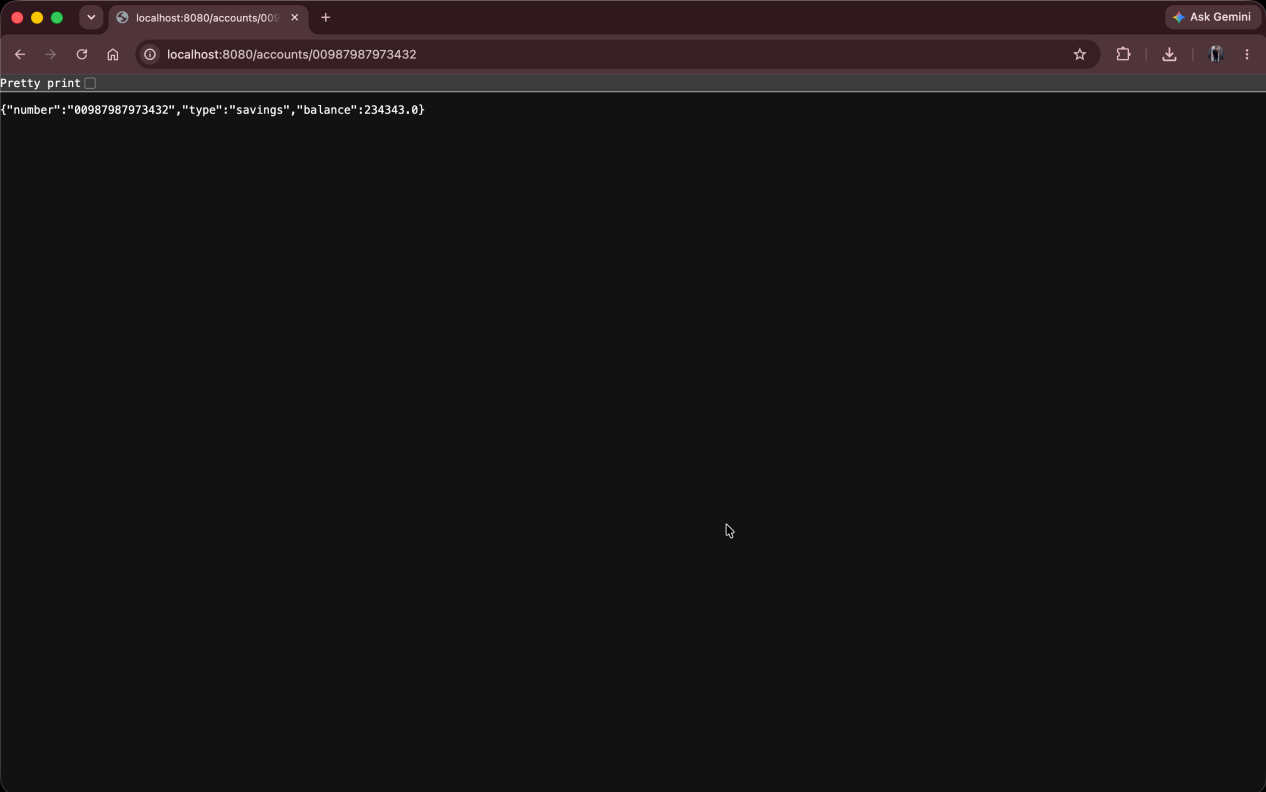 localhost:8080/accounts/009
Ask Gemini
localhost:8080/accounts/00987987973432
Pretty print
{"number":"00987987973432","type":"savings","balance":234343.0}